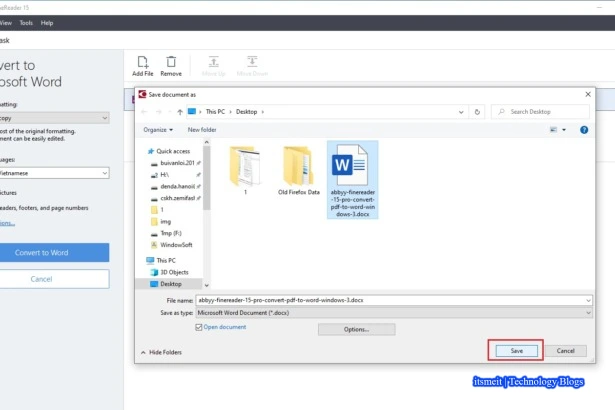 eReader 15
View Tools Help
ask
vert to
osoft Word
matting:
copy
ost of the original formatting.
ment can be easily edited.
uages:
Vietnamese
ictures
eaders, footers, and page numbers
ions...
Convert to Word
Cancel
Add File Remove Move Up Move Down
Save document as
This PC Desktop
Search Desktop
Organize New folder
Quick access
buivanloi.201
H:\
denda.hanoii
cskh.zemifast
1
img
Tmp (F:)
WindowSoft
This PC
3D Objects
Desktop
1
Old Firefox Data
abbyy-finereader
-15-pro-convert-
pdf-to-word-win
dows-3.docx
File name: abbyy-finereader-15-pro-convert-pdf-to-word-windows-3.docx
Save as type: Microsoft Word Document (*.docx)
Open document
Options...
Hide Folders
Save Cancel
itsmeit | Technology Blogs